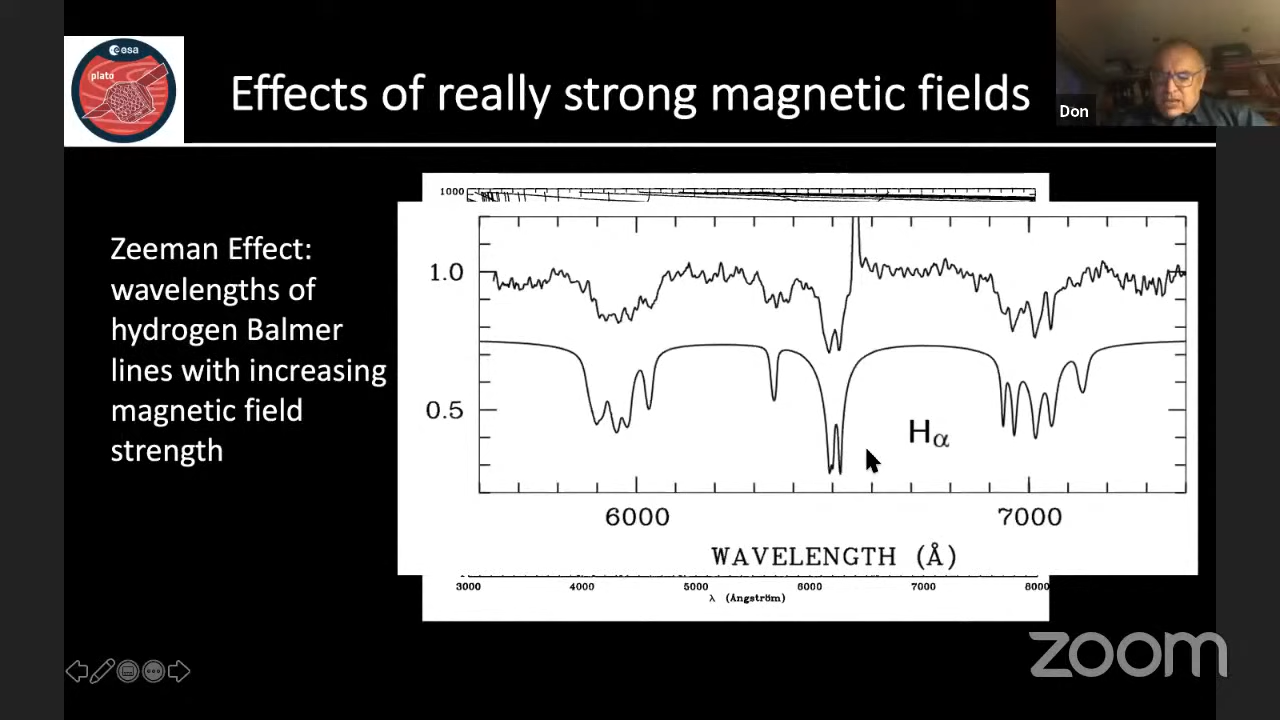 esa
plato
Effects of really strong magnetic fields
Don
Zeeman Effect:
wavelengths of
hydrogen Balmer
lines with increasing
magnetic field
strength
1000
1.0
0.5
Hα
6000
7000
WAVELENGTH (Å)
3000
4000
5000
6000
7000
8000
λ (Ångström)
zoom